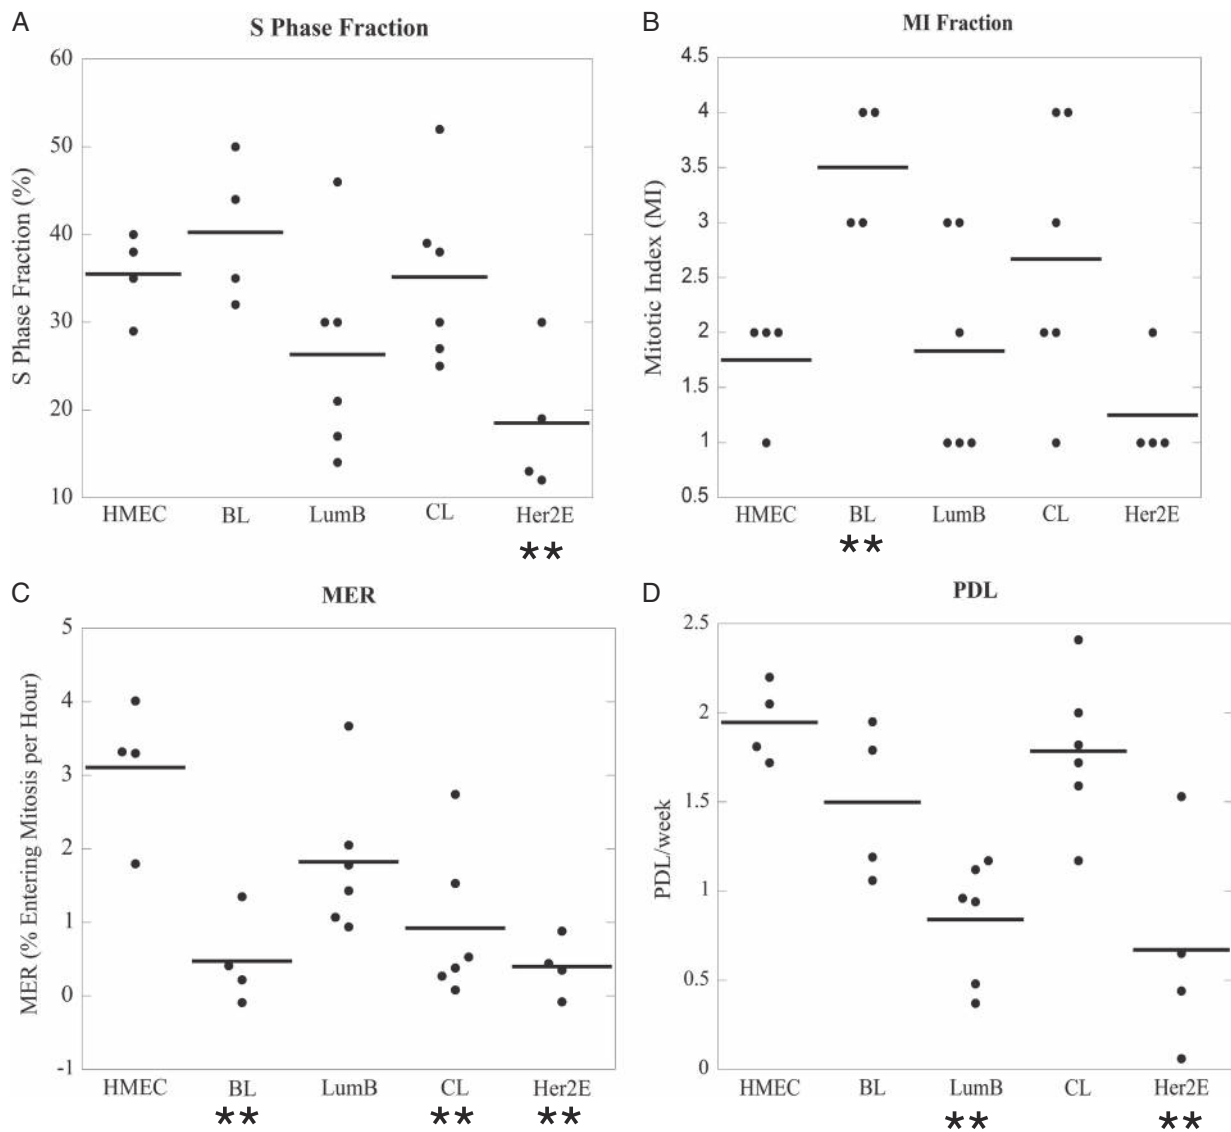 A
S Phase Fraction
S Phase Fraction (%)
60
50
40
30
20
10
HMEC BL LumB CL Her2E
**
B
MI Fraction
Mitotic Index (MI)
4.5
4
3.5
3
2.5
2
1.5
1
0.5
HMEC BL LumB CL Her2E
**
C
MER
MER (% Entering Mitosis per Hour)
5
4
3
2
1
0
-1
HMEC BL LumB CL Her2E
** ** **
D
PDL
PDL/week
2.5
2
1.5
1
0.5
0
HMEC BL LumB CL Her2E
** **